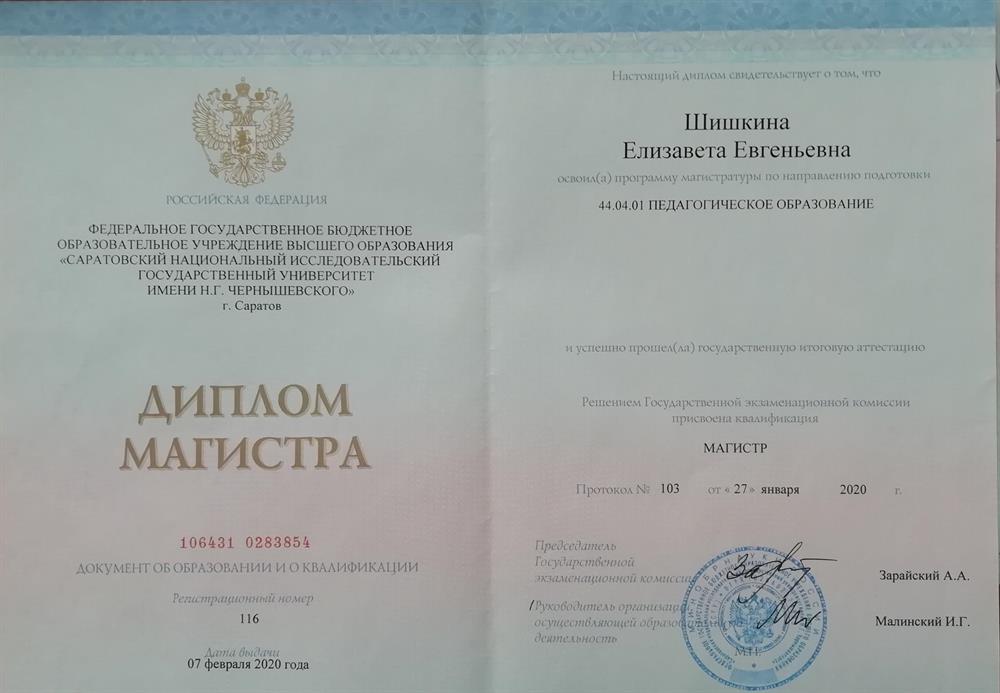 РОССИЙСКАЯ ФЕДЕРАЦИЯ
ФЕДЕРАЛЬНОЕ ГОСУДАРСТВЕННОЕ БЮДЖЕТНОЕ
ОБРАЗОВАТЕЛЬНОЕ УЧРЕЖДЕНИЕ ВЫСШЕГО ОБРАЗОВАНИЯ
«САРАТОВСКИЙ НАЦИОНАЛЬНЫЙ ИССЛЕДОВАТЕЛЬСКИЙ
ГОСУДАРСТВЕННЫЙ УНИВЕРСИТЕТ
ИМЕНИ Н.Г. ЧЕРНЫШЕВСКОГО»
г. Саратов
ДИПЛОМ
МАГИСТРА
106431 0283854
ДОКУМЕНТ ОБ ОБРАЗОВАНИИ И О КВАЛИФИКАЦИИ
Регистрационный номер
116
Дата выдачи
07 февраля 2020 года
Настоящий диплом свидетельствует о том, что
Шишкина
Елизавета Евгеньевна
освоил(а) программу магистратуры по направлению подготовки
44.04.01 ПЕДАГОГИЧЕСКОЕ ОБРАЗОВАНИЕ
и успешно прошел(ла) государственную итоговую аттестацию
Решением Государственной экзаменационной комиссии
присвоена квалификация
МАГИСТР
Протокол № 103 от «27» января 2020 г.
Председатель
Государственной
экзаменационной комиссии
Зарайский А.А.
/Руководитель организации,
осуществляющей
деятельность
Малинский И.Г.
М.П.